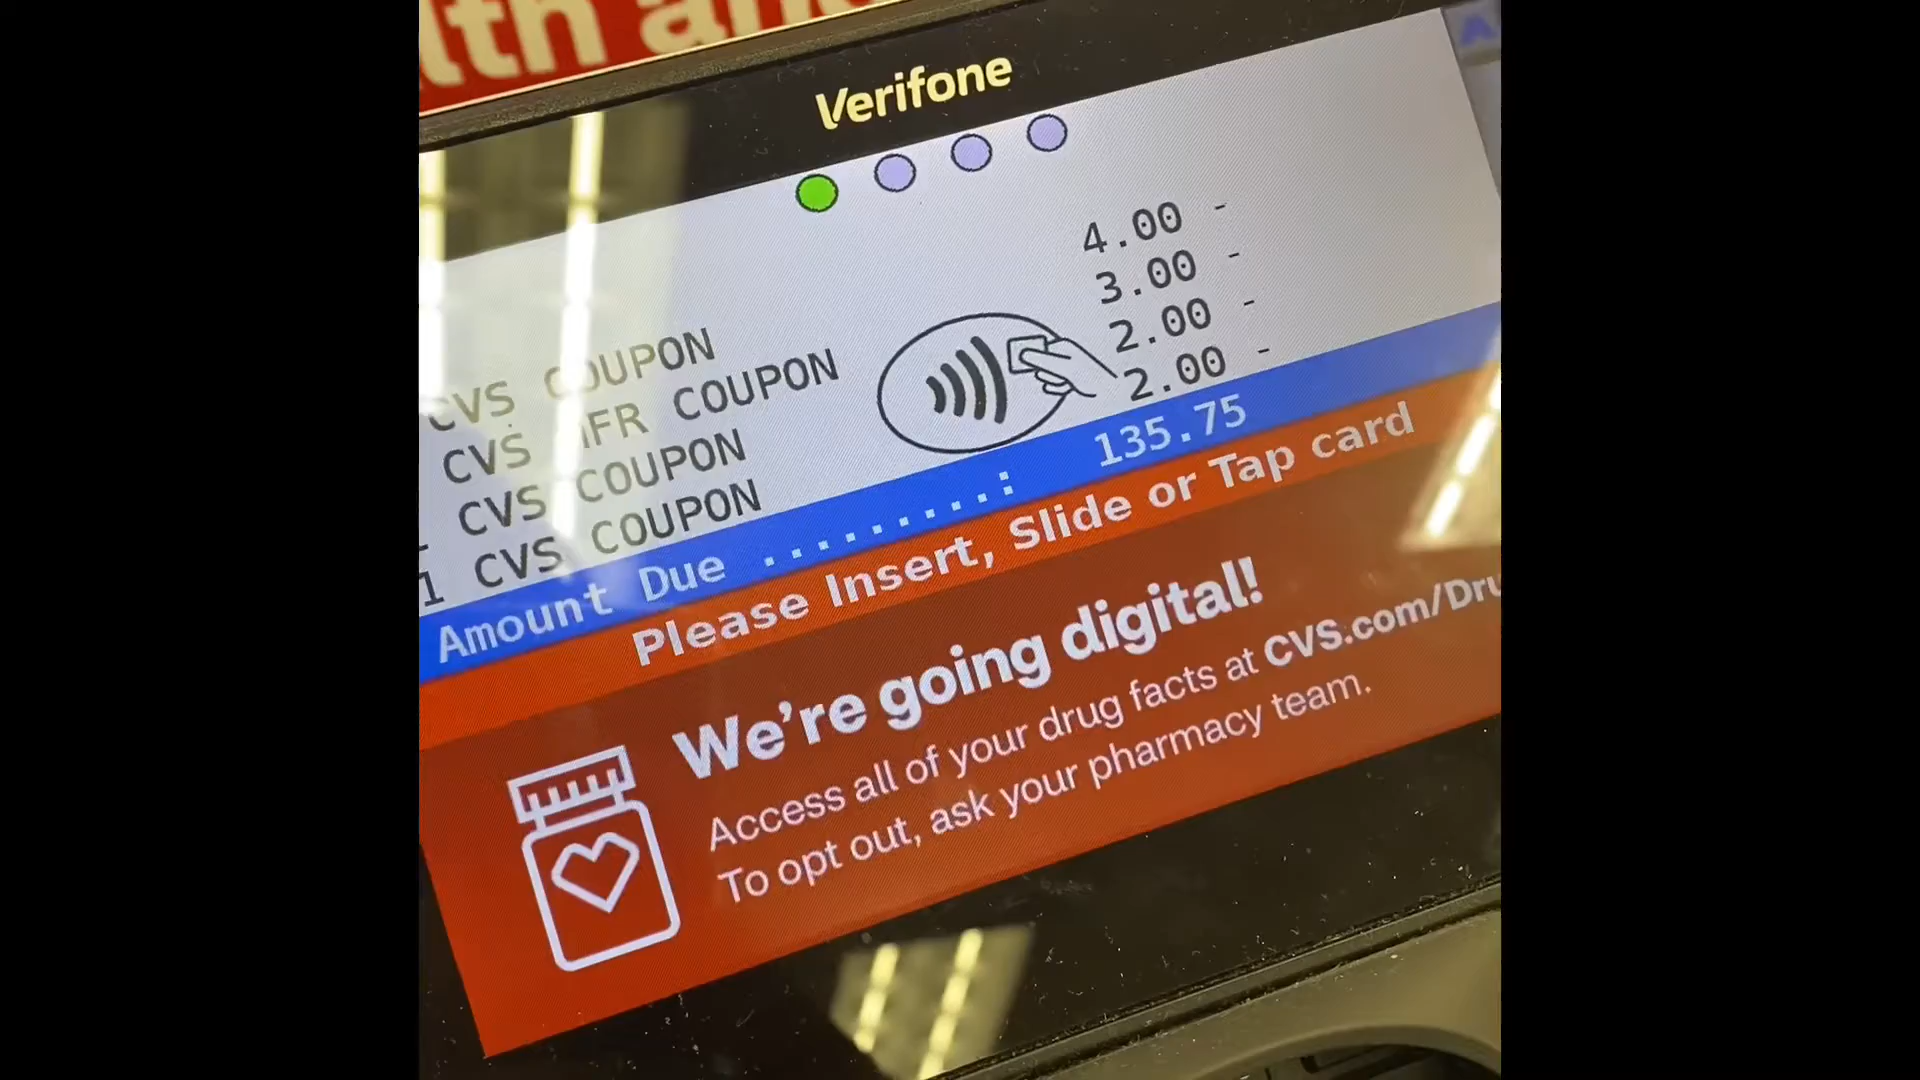 lth an
Verifone
CVS COUPON 4.00 -
CVS MFR COUPON 3.00 -
CVS COUPON 2.00 -
1 CVS COUPON 2.00 -
Amount Due ..........: 135.75
Please Insert, Slide or Tap card
We're going digital!
Access all of your drug facts at CVS.com/Dru
To opt out, ask your pharmacy team.